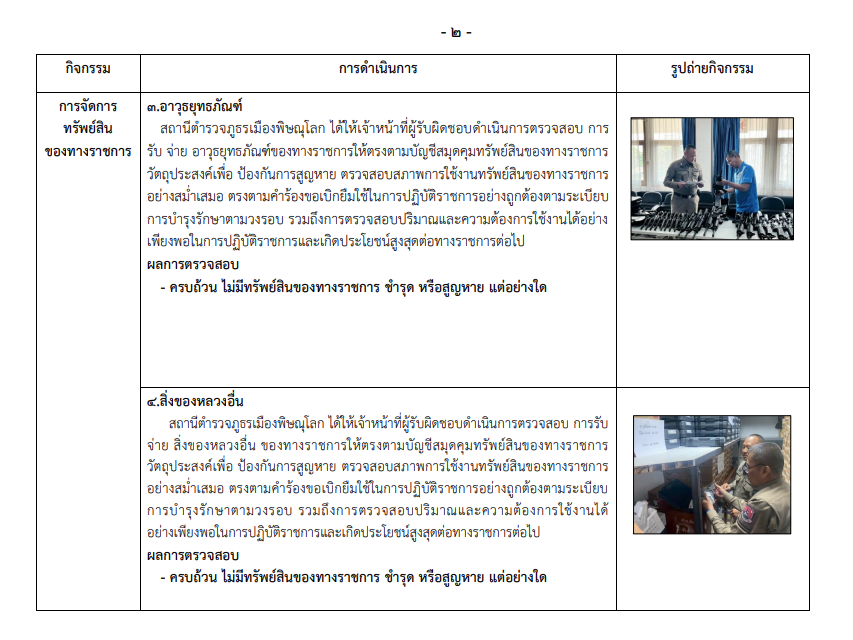 - ๒ -
กิจกรรม
การดำเนินการ
รูปถ่ายกิจกรรม
การจัดการ
ทรัพย์สิน
ของทางราชการ
๓.อาวุธยุทธภัณฑ์
สถานีตำรวจภูธรเมืองพิษณุโลก ได้ให้เจ้าหน้าที่ผู้รับผิดชอบดำเนินการตรวจสอบ การ
รับ จ่าย อาวุธยุทธภัณฑ์ของทางราชการให้ตรงตามบัญชีสมุดคุมทรัพย์สินของทางราชการ
วัตถุประสงค์เพื่อ ป้องกันการสูญหาย ตรวจสอบสภาพการใช้งานทรัพย์สินของทางราชการ
อย่างสม่ำเสมอ ตรงตามคำร้องขอเบิกยืมใช้ในการปฏิบัติราชการอย่างถูกต้องตามระเบียบ
การบำรุงรักษาตามวงรอบ รวมถึงการตรวจสอบปริมาณและความต้องการใช้งานได้อย่าง
เพียงพอในการปฏิบัติราชการและเกิดประโยชน์สูงสุดต่อทางราชการต่อไป
ผลการตรวจสอบ
- ครบถ้วน ไม่มีทรัพย์สินของทางราชการ ชำรุด หรือสูญหาย แต่อย่างใด
๔.สิ่งของหลวงอื่น
สถานีตำรวจภูธรเมืองพิษณุโลก ได้ให้เจ้าหน้าที่ผู้รับผิดชอบดำเนินการตรวจสอบ การรับ
จ่าย สิ่งของหลวงอื่น ของทางราชการให้ตรงตามบัญชีสมุดคุมทรัพย์สินของทางราชการ
วัตถุประสงค์เพื่อ ป้องกันการสูญหาย ตรวจสอบสภาพการใช้งานทรัพย์สินของทางราชการ
อย่างสม่ำเสมอ ตรงตามคำร้องขอเบิกยืมใช้ในการปฏิบัติราชการอย่างถูกต้องตามระเบียบ
การบำรุงรักษาตามวงรอบ รวมถึงการตรวจสอบปริมาณและความต้องการใช้งานได้
อย่างเพียงพอในการปฏิบัติราชการและเกิดประโยชน์สูงสุดต่อทางราชการต่อไป
ผลการตรวจสอบ
- ครบถ้วน ไม่มีทรัพย์สินของทางราชการ ชำรุด หรือสูญหาย แต่อย่างใด